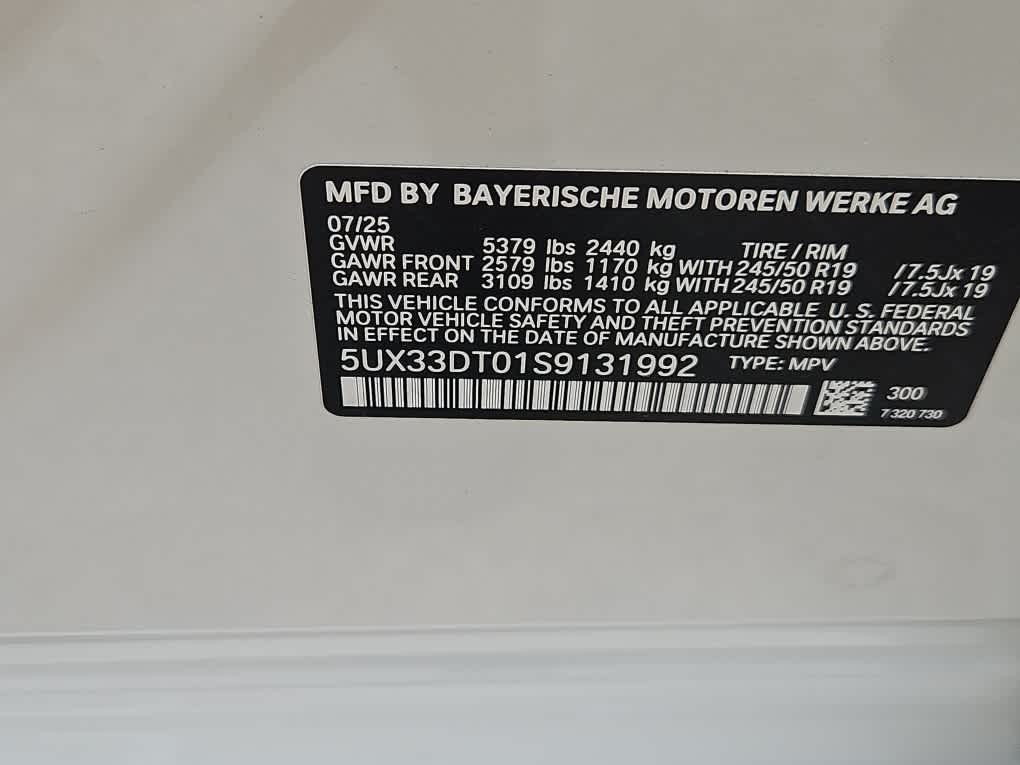 MFD BY BAYERISCHE MOTOREN WERKE AG
07/25
GVWR 5379 lbs 2440 kg TIRE / RIM
GAWR FRONT 2579 lbs 1170 kg WITH 245/50 R19 / 7.5Jx 19
GAWR REAR 3109 lbs 1410 kg WITH 245/50 R19 / 7.5Jx 19
THIS VEHICLE CONFORMS TO ALL APPLICABLE U. S. FEDERAL
MOTOR VEHICLE SAFETY AND THEFT PREVENTION STANDARDS
IN EFFECT ON THE DATE OF MANUFACTURE SHOWN ABOVE.
5UX33DT01S9131992 TYPE: MPV
300
7 320 730